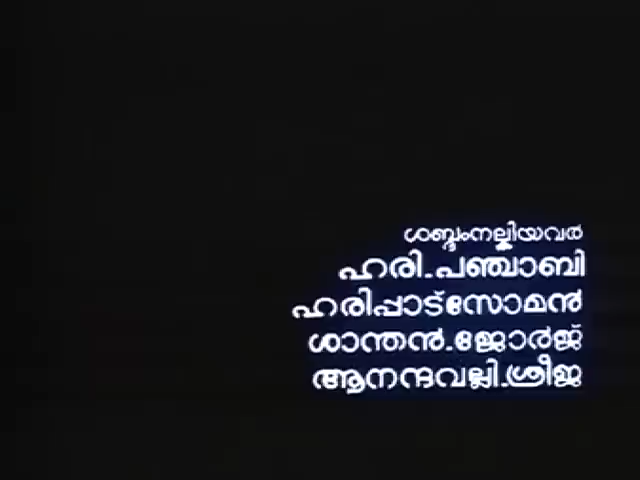 ശബ്ദംനല്കിയവർ
ഹരി.പഞ്ചാബി
ഹരിപ്പാട്സോമൻ
ശാന്തൻ.ജോർജ്
ആനന്ദവല്ലി.ശ്രീജ